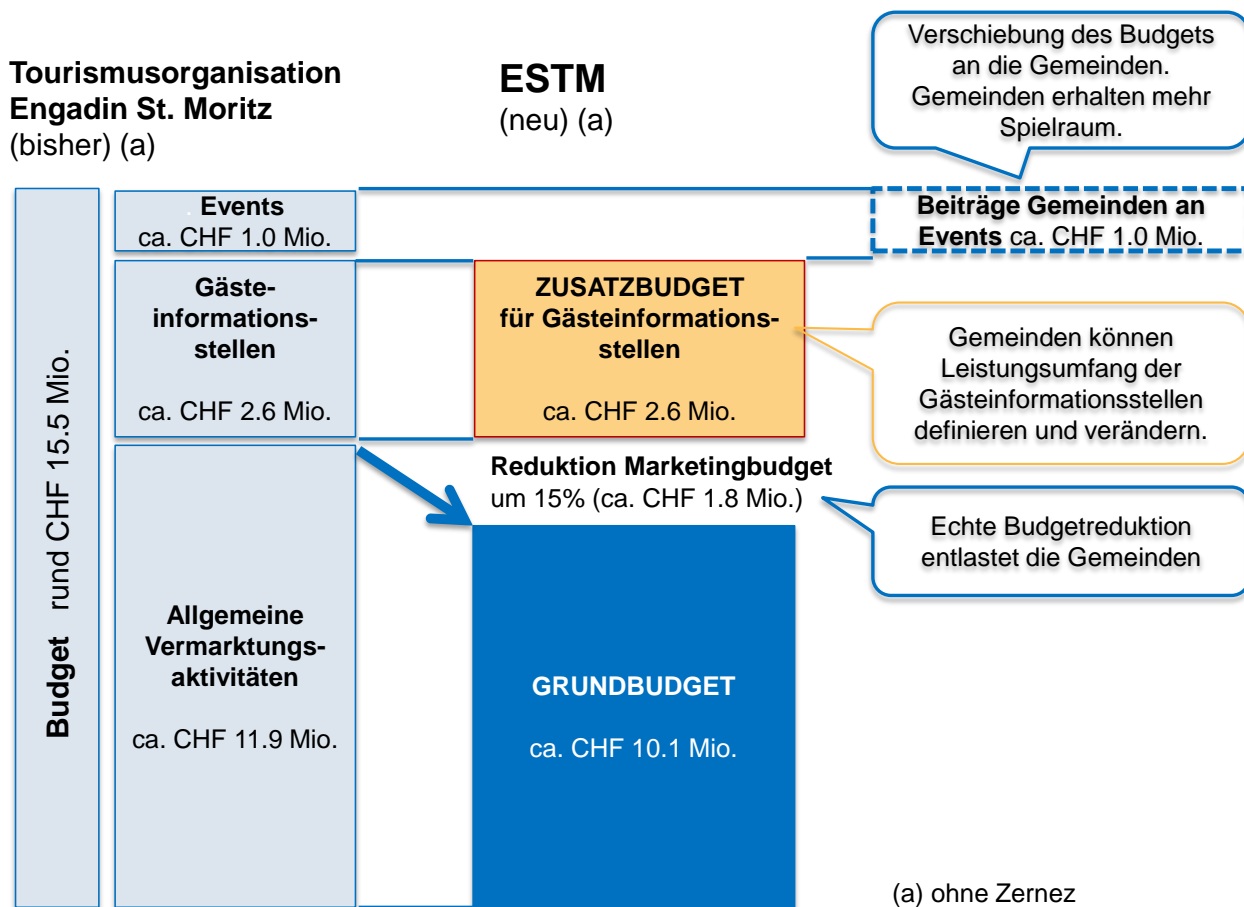 Tourismusorganisation
Engadin St. Moritz
(bisher) (a)
ESTM
(neu) (a)
Verschiebung des Budgets
an die Gemeinden.
Gemeinden erhalten mehr
Spielraum.
Budget rund CHF 15.5 Mio.
Events
ca. CHF 1.0 Mio.
Beiträge Gemeinden an
Events ca. CHF 1.0 Mio.
Gäste-
informations-
stellen
ca. CHF 2.6 Mio.
ZUSATZBUDGET
für Gästeinformations-
stellen
ca. CHF 2.6 Mio.
Gemeinden können
Leistungsumfang der
Gästeinformationsstellen
definieren und verändern.
Reduktion Marketingbudget
um 15% (ca. CHF 1.8 Mio.)
Echte Budgetreduktion
entlastet die Gemeinden
Allgemeine
Vermarktungs-
aktivitäten
ca. CHF 11.9 Mio.
GRUNDBUDGET
ca. CHF 10.1 Mio.
(a) ohne Zernez